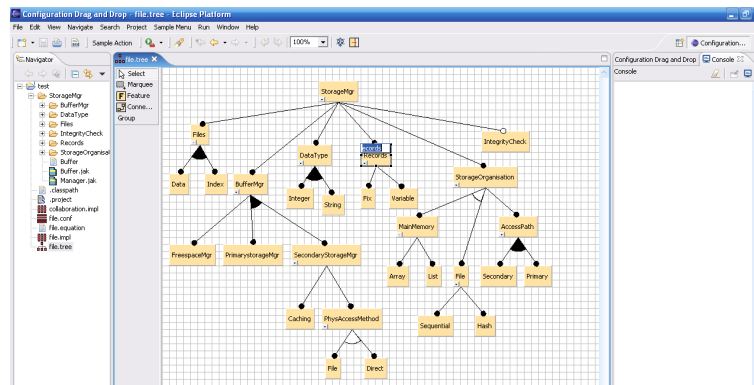 Configuration Drag and Drop - file.tree - Eclipse Platform
File Edit View Navigate Search Project Sample Menu Run Window Help
Sample Action 100% Configuration...
Navigator
test
StorageMgr
BufferMgr
DataType
Files
IntegrityCheck
Records
StorageOrganisat
Buffer
Buffer.jak
Manager.jak
.classpath
.project
collaboration.impl
file.conf
file.equation
file.impl
file.tree
file.tree
Select
Marquee
Feature
Conne...
Group
StorageMgr
Files
IntegrityCheck
DataType
ecords
Records
StorageOrganisation
Data Index BufferMgr
Integer String Fix Variable
MainMemory AccessPath
FreespaceMgr PrimarystorageMgr SecondaryStorageMgr
Array List File Secondary Primary
Caching PhysAccessMethod
Sequential Hash
File Direct
Configuration Drag and Drop Console
Console